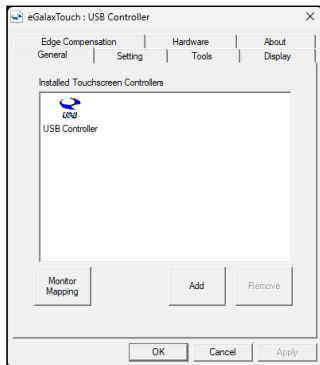 eGalaxTouch : USB Controller
Edge Compensation Hardware About
General Setting Tools Display
Installed Touchscreen Controllers
USB
USB Controller
Monitor
Mapping
Add
Remove
OK Cancel Apply